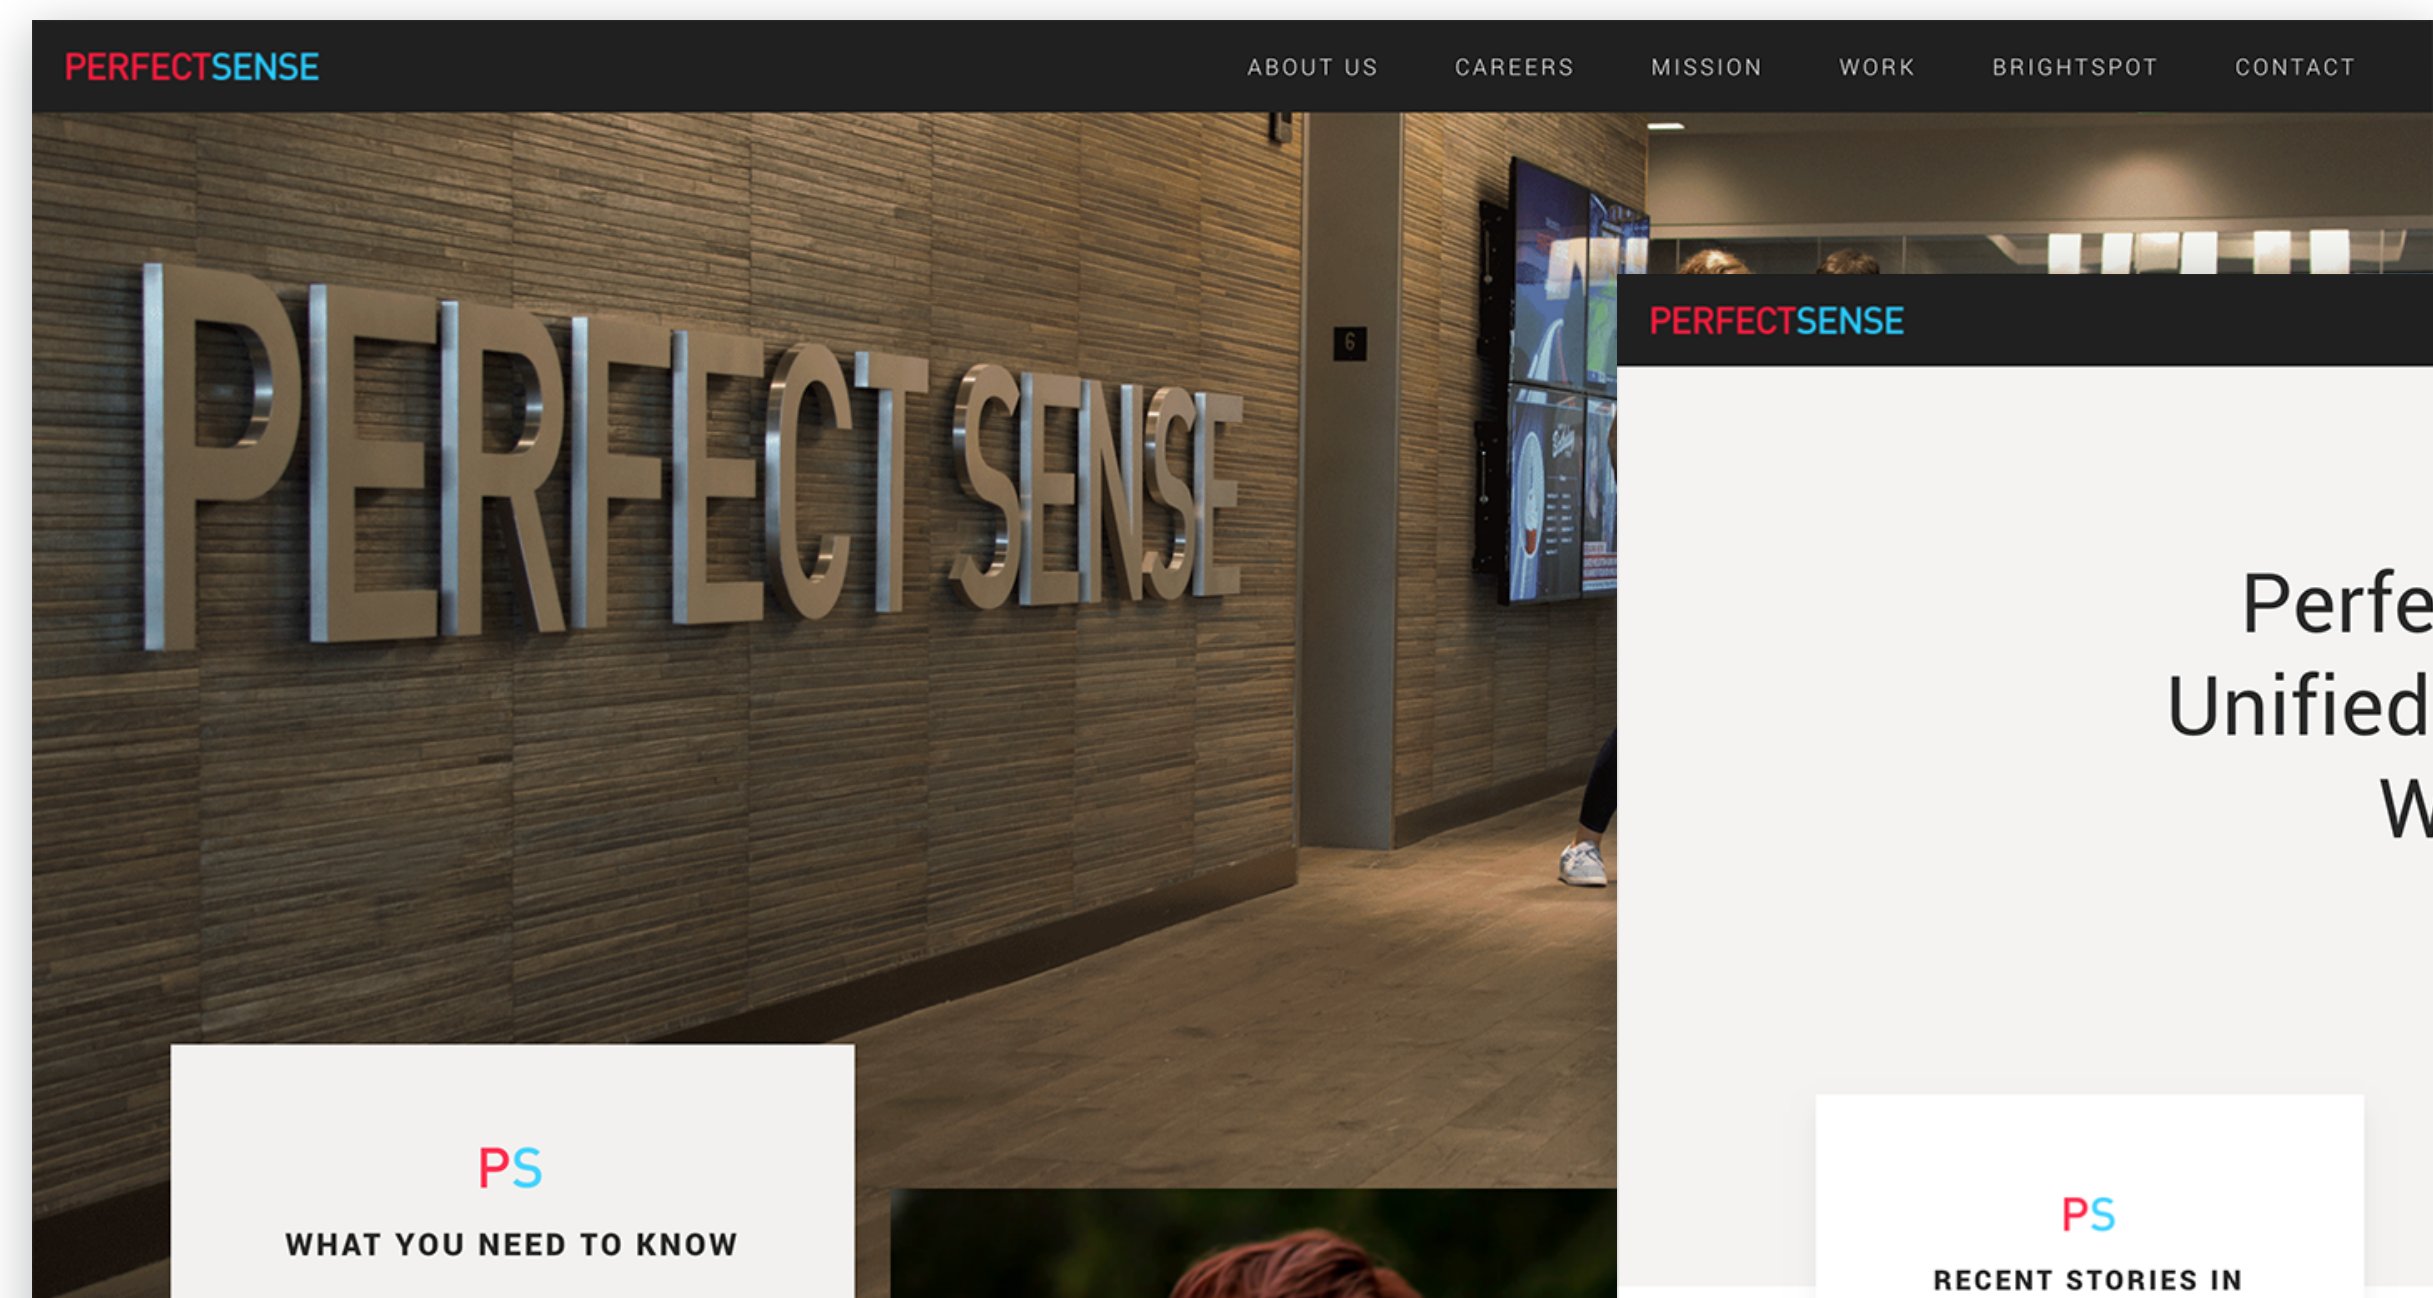 PERFECTSENSE
ABOUT US CAREERS MISSION WORK BRIGHTSPOT CONTACT
PERFECT SENSE
6
PS
WHAT YOU NEED TO KNOW
PERFECTSENSE
Perfe
Unified
W
PS
RECENT STORIES IN